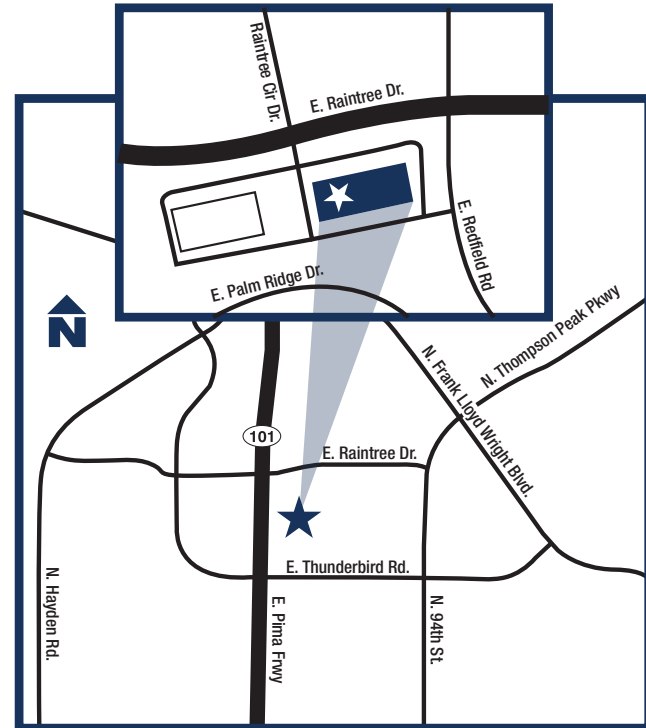 Raintree Cir Dr.
E. Raintree Dr.
E. Redfield Rd
E. Palm Ridge Dr.
N
N. Thompson Peak Pkwy
N. Frank Lloyd Wright Blvd.
101
E. Raintree Dr.
E. Thunderbird Rd.
N. Hayden Rd.
E. Pima Frwy
N. 94th St.